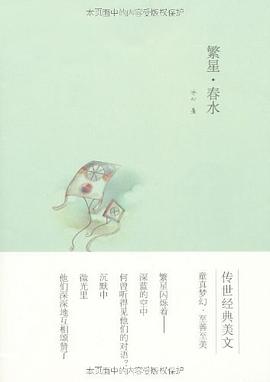 本页面中的内容受版权保护
繁星·春水
冰心 著
传世经典美文
童真梦幻·至善至美
繁星闪烁着——
深蓝的空中
何曾听得见他们的对语？
沉默中
微光里
他们深深地互相颂赞了
本页面中的内容受版权保护